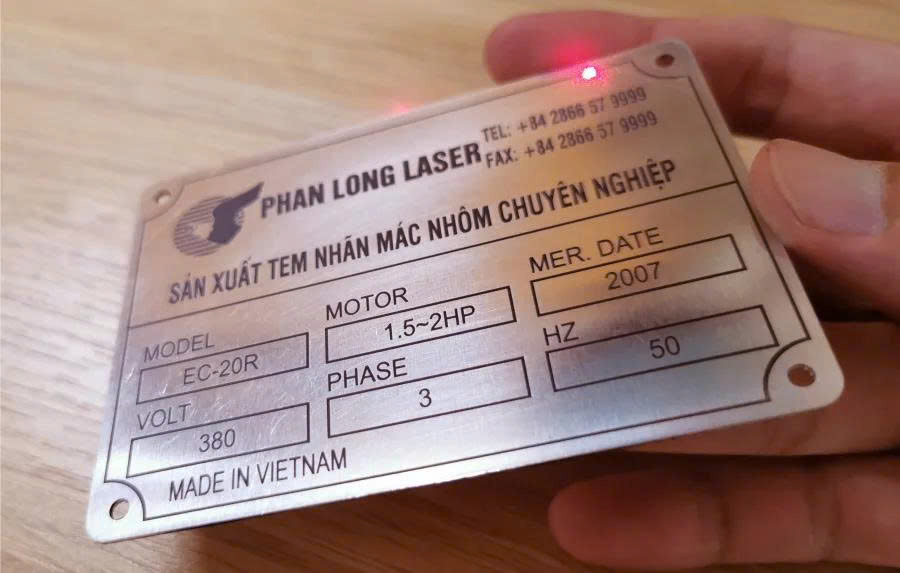 PHAN LONG LASER
TEL: +84 2866 57 9999
FAX: +84 2866 57 9999
SẢN XUẤT TEM NHÃN MÁC NHÔM CHUYÊN NGHIỆP
MODEL
EC-20R
MOTOR
1.5~2HP
MER. DATE
2007
VOLT
380
PHASE
3
HZ
50
MADE IN VIETNAM